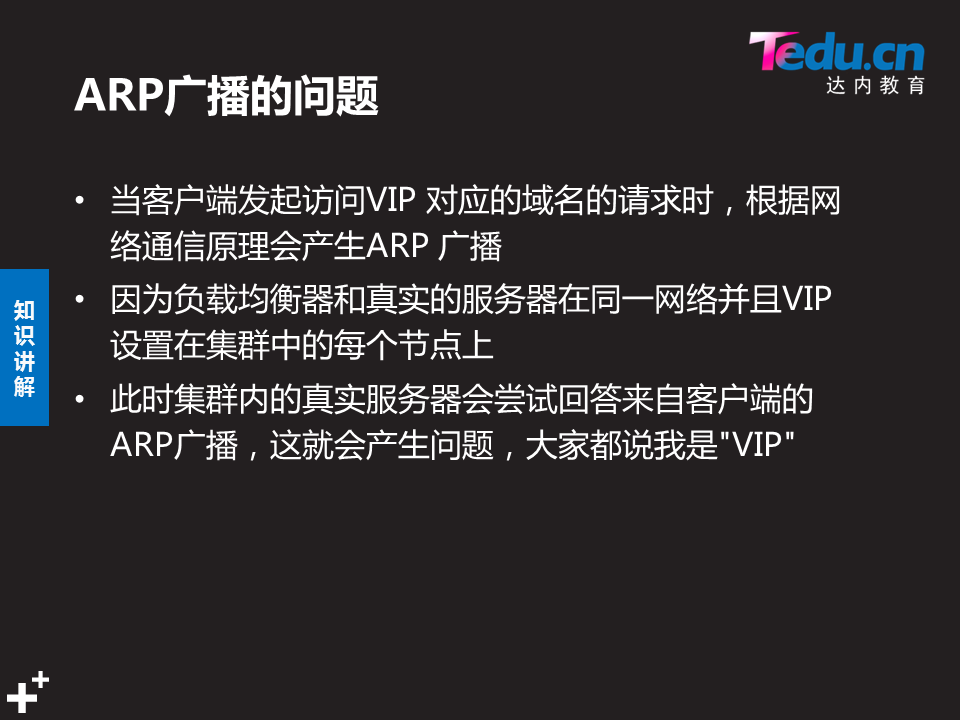 Tedu.cn
达内教育
ARP广播的问题
• 当客户端发起访问VIP 对应的域名的请求时，根据网
络通信原理会产生ARP 广播
• 因为负载均衡器和真实的服务器在同一网络并且VIP
设置在集群中的每个节点上
• 此时集群内的真实服务器会尝试回答来自客户端的
ARP广播，这就会产生问题，大家都说我是"VIP"
知
识
讲
解